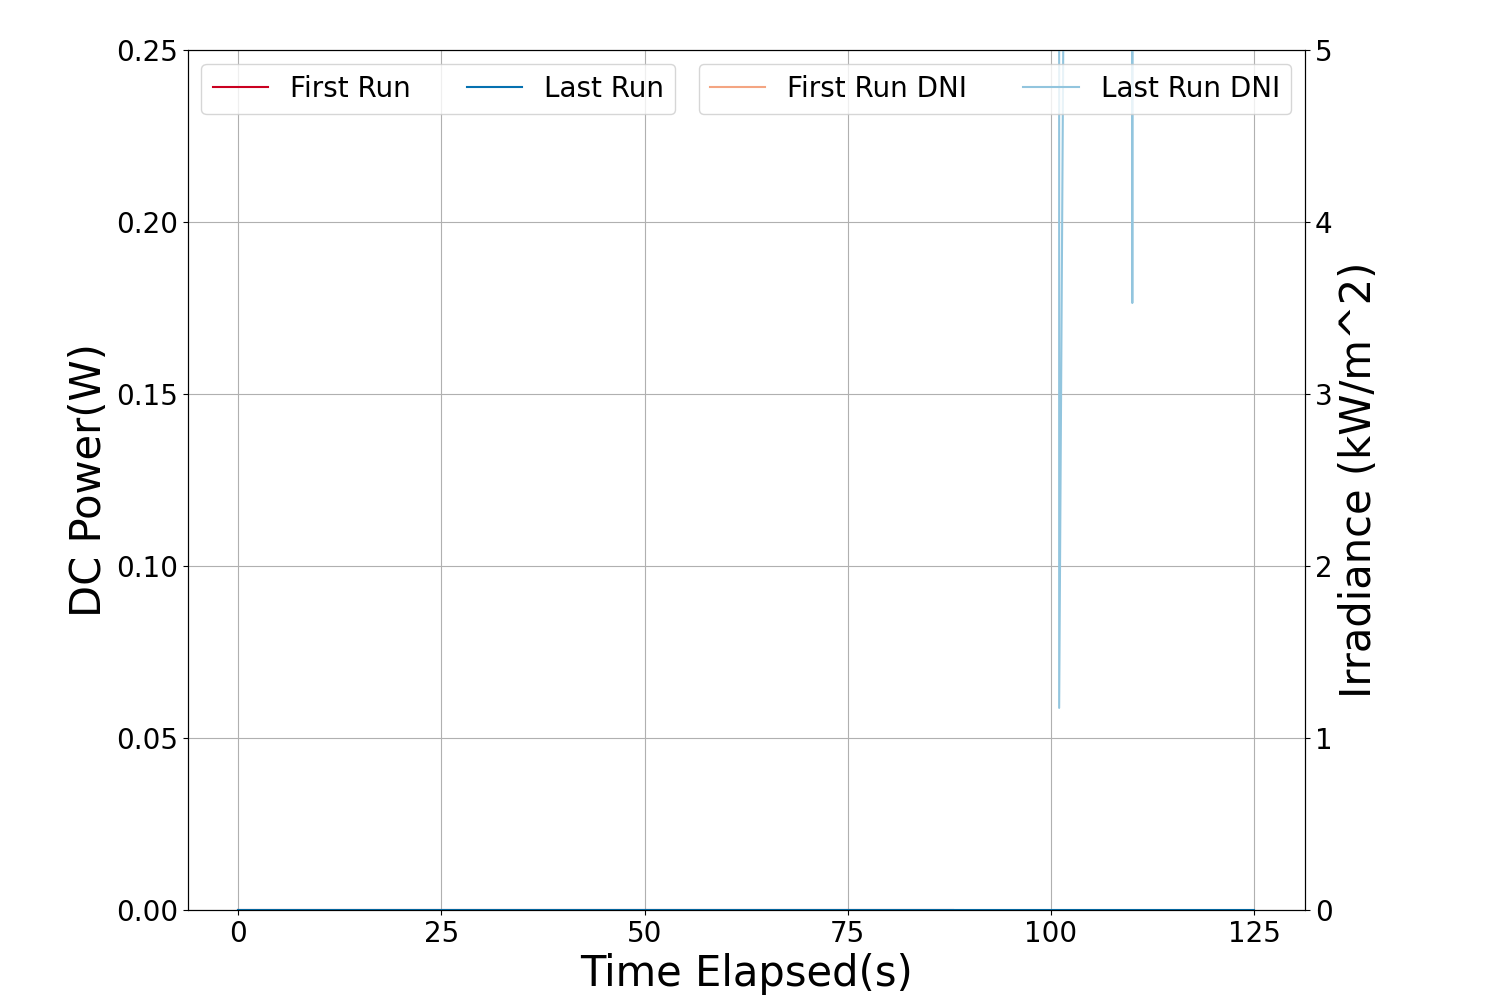 First Run
Last Run
First Run DNI
Last Run DNI
DC Power(W)
0.25
0.20
0.15
0.10
0.05
0.00
5
4
3
2
1
0
Irradiance (kW/m^2)
0
25
50
75
100
125
Time Elapsed(s)